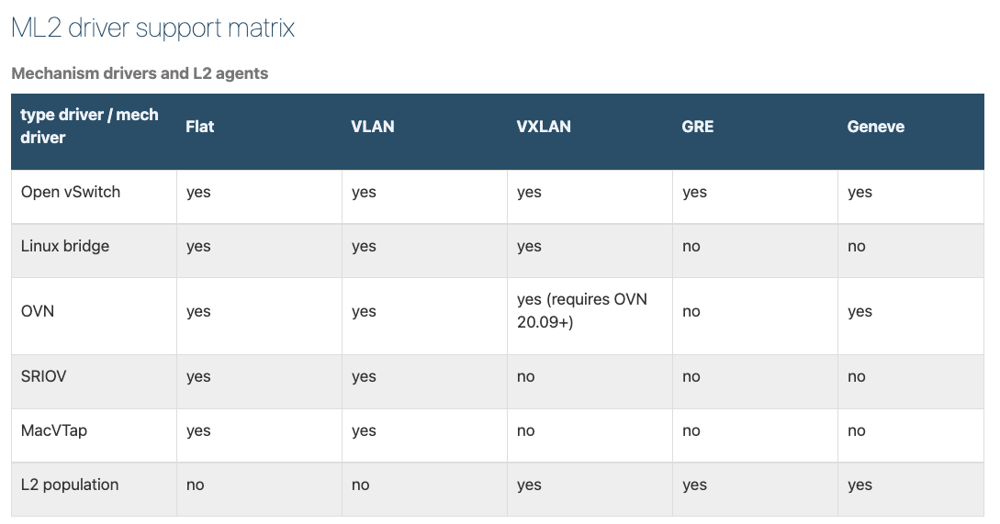 ML2 driver support matrix
Mechanism drivers and L2 agents
type driver / mech driver Flat VLAN VXLAN GRE Geneve
Open vSwitch yes yes yes yes yes
Linux bridge yes yes yes no no
OVN yes yes yes (requires OVN 20.09+) no yes
SRIOV yes yes no no no
MacVTap yes yes no no no
L2 population no no yes yes yes